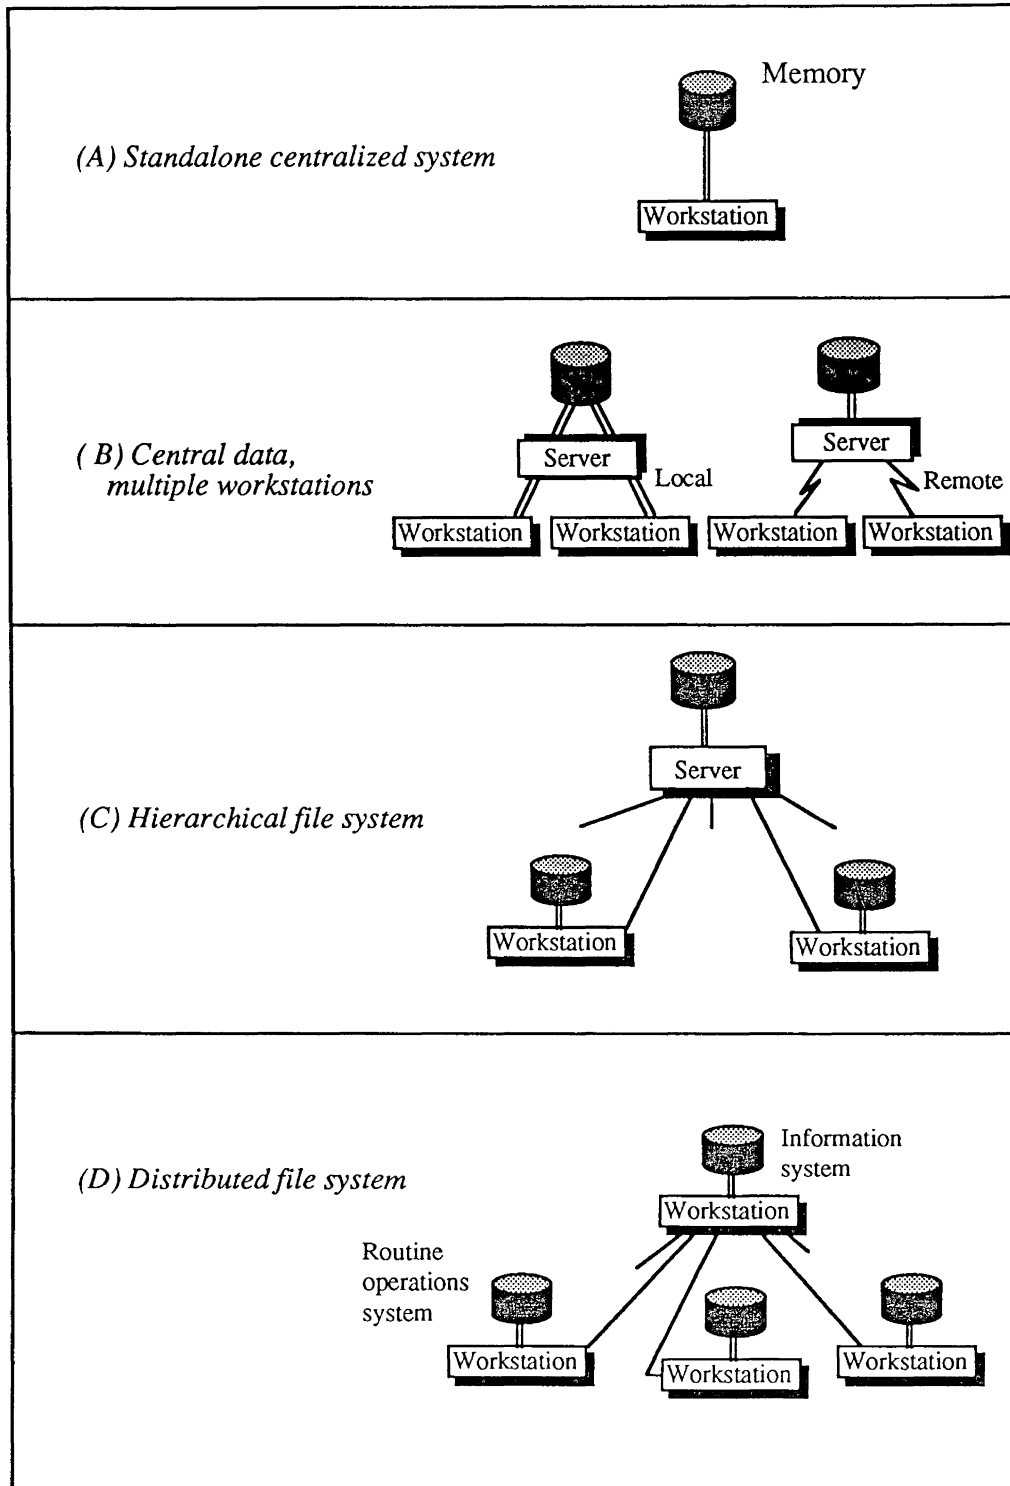 Memory
(A) Standalone centralized system
Workstation
( B) Central data,
multiple workstations
Server
Local
Workstation
Workstation
Server
Remote
Workstation
Workstation
(C) Hierarchical file system
Server
Workstation
Workstation
(D) Distributed file system
Information
system
Workstation
Routine
operations
system
Workstation
Workstation
Workstation